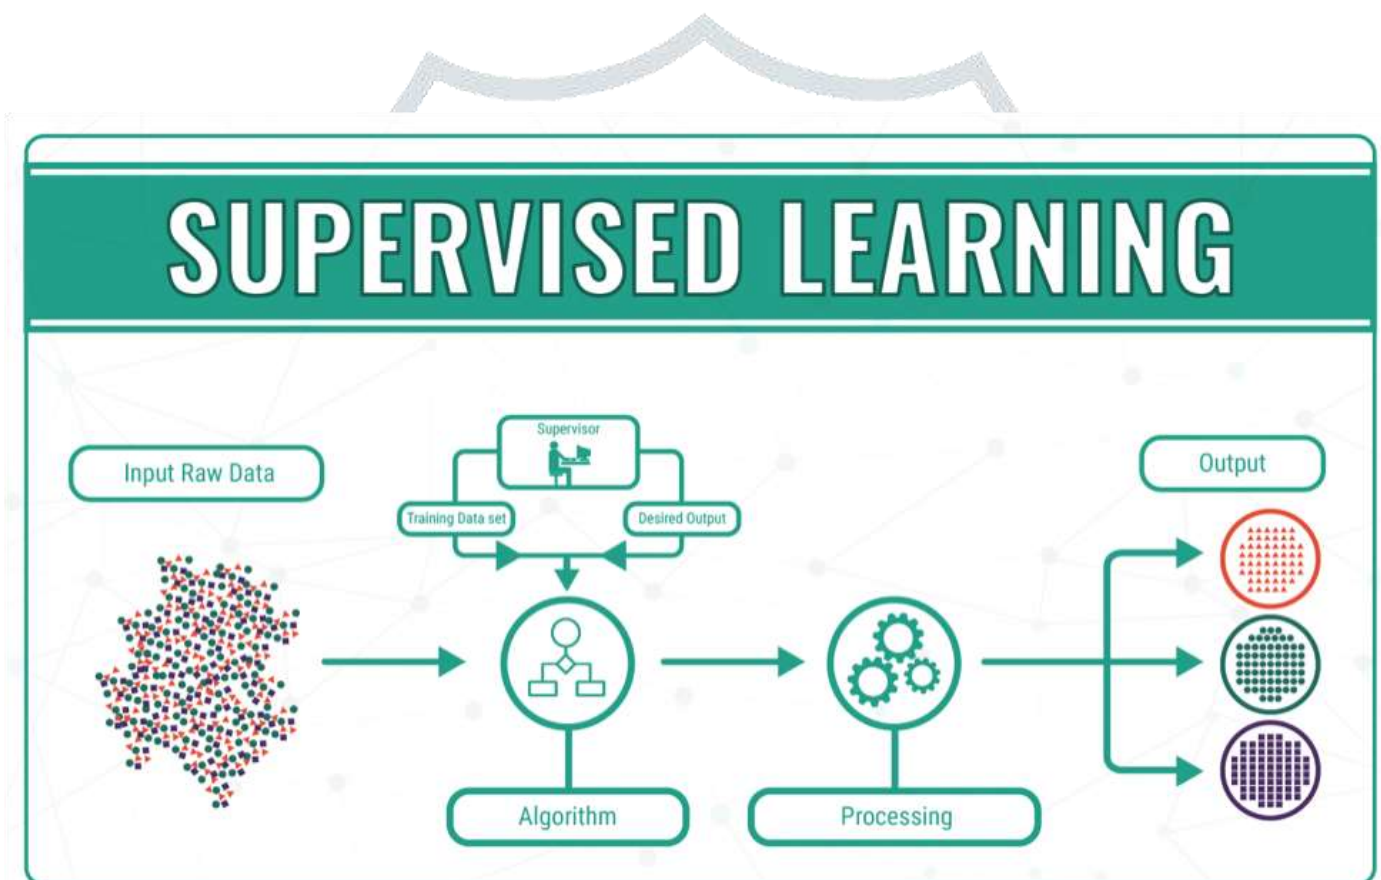 SUPERVISED LEARNING
Input Raw Data
Supervisor
Training Data set
Desired Output
Algorithm
Processing
Output